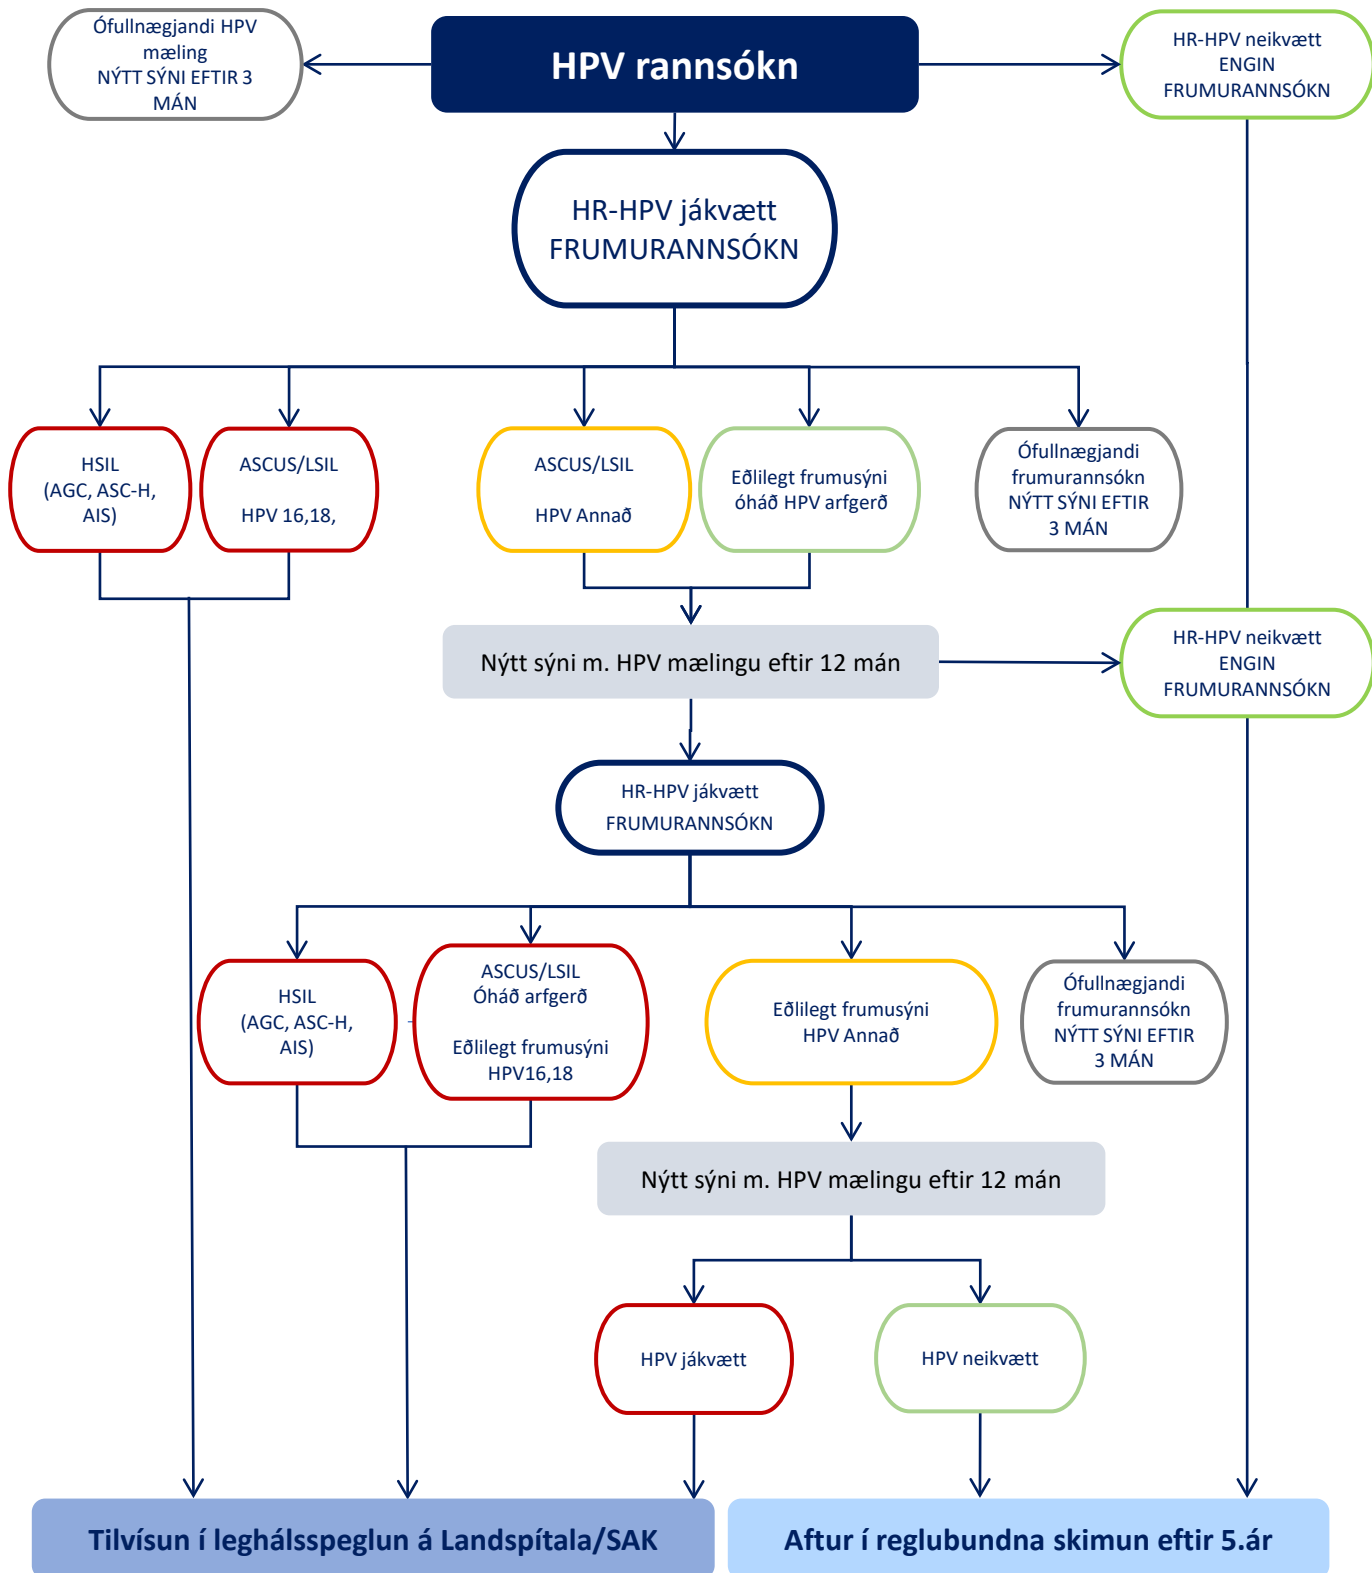 Ófullnægjandi HPV
mæling
NÝTT SÝNI EFTIR 3
MÁN
HPV rannsókn
HR-HPV neikvætt
ENGIN
FRUMURANNSÓKN
HR-HPV jákvætt
FRUMURANNSÓKN
HSIL
(AGC, ASC-H,
AIS)
ASCUS/LSIL
HPV 16,18,
ASCUS/LSIL
HPV Annað
Eðlilegt frumusýni
óháð HPV arfgerð
Ófullnægjandi
frumurannsókn
NÝTT SÝNI EFTIR
3 MÁN
Nýtt sýni m. HPV mælingu eftir 12 mán
HR-HPV neikvætt
ENGIN
FRUMURANNSÓKN
HR-HPV jákvætt
FRUMURANNSÓKN
HSIL
(AGC, ASC-H,
AIS)
ASCUS/LSIL
Óháð arfgerð
Eðlilegt frumusýni
HPV16,18
Eðlilegt frumusýni
HPV Annað
Ófullnægjandi
frumurannsókn
NÝTT SÝNI EFTIR
3 MÁN
Nýtt sýni m. HPV mælingu eftir 12 mán
HPV jákvætt
HPV neikvætt
Tilvísun í leghálsspeglun á Landspítala/SAK
Aftur í reglubundna skimun eftir 5.ár